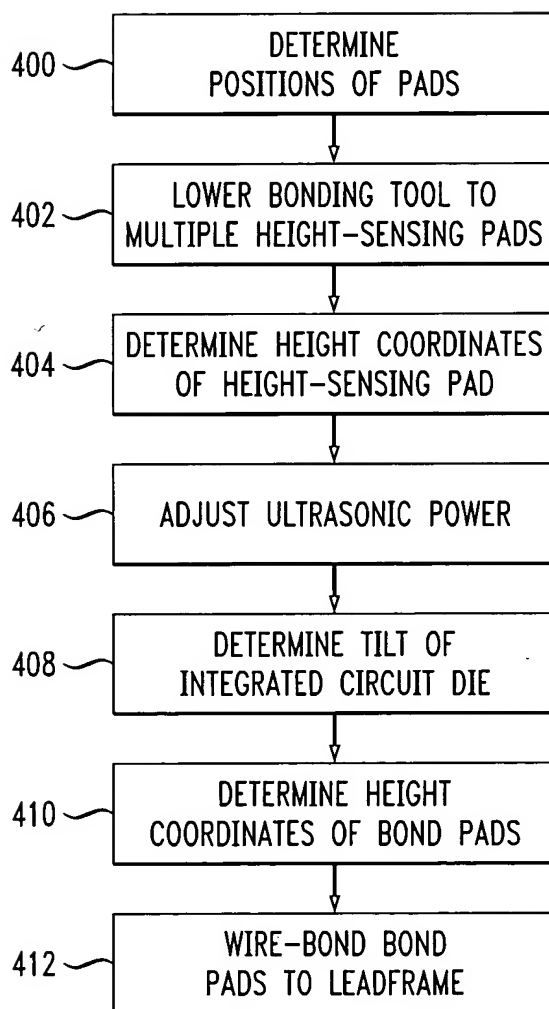 400
DETERMINE
POSITIONS OF PADS
402
LOWER BONDING TOOL TO
MULTIPLE HEIGHT-SENSING PADS
404
DETERMINE HEIGHT COORDINATES
OF HEIGHT-SENSING PAD
406
ADJUST ULTRASONIC POWER
408
DETERMINE TILT OF
INTEGRATED CIRCUIT DIE
410
DETERMINE HEIGHT
COORDINATES OF BOND PADS
412
WIRE-BOND BOND
PADS TO LEADFRAME